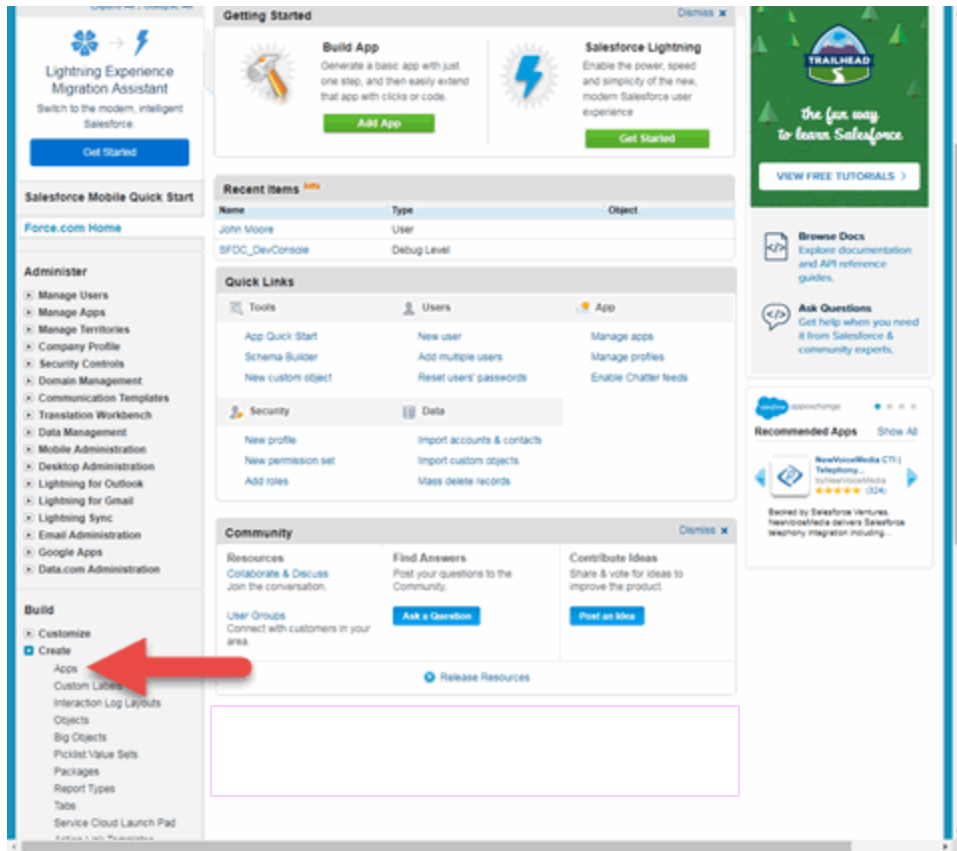 Lightning Experience
Migration Assistant
Switch to the modern, intelligent
Salesforce.
Get Started
Salesforce Mobile Quick Start
Force.com Home
Administer
Manage Users
Manage Apps
Manage Territories
Company Profile
Security Controls
Domain Management
Communication Templates
Translation Workbench
Data Management
Mobile Administration
Desktop Administration
Lightning for Outlook
Lightning for Gmail
Lightning Sync
Email Administration
Google Apps
Data.com Administration
Build
Customize
Create
Apps
Custom Labels
Interaction Log Layouts
Objects
Big Objects
Picklist Value Sets
Packages
Report Types
Tabs
Service Cloud Launch Pad
Getting Started
Dismiss x
Build App
Generate a basic app with just
one step, and then easily extend
that app with clicks or code.
Add App
Salesforce Lightning
Enable the power, speed
and simplicity of the new,
modern Salesforce user
experience
Get Started
Recent Items Beta
Name Type Object
John Moore User
SFDC_DevConsole Debug Level
Quick Links
Tools Users App
App Quick Start New user Manage apps
Schema Builder Add multiple users Manage profiles
New custom object Reset users' passwords Enable Chatter feeds
Security Data
New profile Import accounts & contacts
New permission set Import custom objects
Add roles Mass delete records
Community
Dismiss x
Resources
Collaborate & Discuss
Join the conversation.
User Groups
Connect with customers in your
area.
Find Answers
Post your questions to the
Community.
Ask a Question
Contribute Ideas
Share & vote for ideas to
improve the product.
Post an Idea
Release Resources
TRAILHEAD
the fun way
to learn Salesforce
VIEW FREE TUTORIALS >
Browse Docs
Explore documentation
and API reference
guides.
Ask Questions
Get help when you need
it from Salesforce &
community experts.
salesforce appexchange
Recommended Apps Show All
NewVoiceMedia CTI |
Telephony...
byNewVoiceMedia
(324)
Backed by Salesforce Ventures,
NewVoiceMedia delivers Salesforce
telephony integration including...